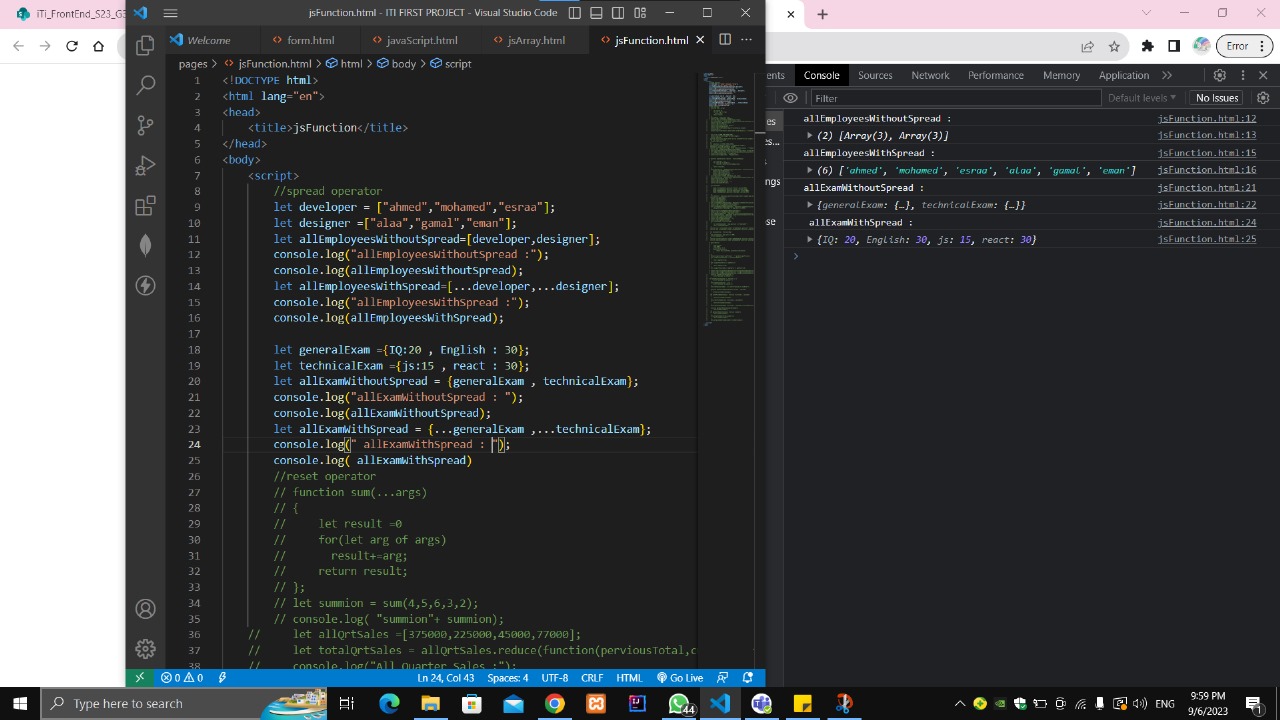 iTi_FrontEnd_S23_G
jsFunction.html - ITI FIRST PROJECT - Visual Studio Code
Error
Welcome
form.html
javaScript.html
jsArray.html
jsFunction.html
pages > jsFunction.html > html > body > script
1 <!DOCTYPE html>
2 <html lang="en">
3 <head>
4 <title>jsFunction</title>
5 </head>
6 <body>
7 <script>
8 //spread operator
9 let developer = ["ahmed","mohamed","esraa"];
10 let designer =["alaa","gamal","eman"];
11 let allEmployeesWithoutSpread=[developer,designer];
12 console.log("allEmployeesWithoutSpread :")
13 console.log(allEmployeesWithoutSpread);
14 let allEmployeesWithSpread =[...developer,...designer];
15 console.log("allEmployeesWithSpread :");
16 console.log(allEmployeesWithSpread);
17
18 let generalExam ={IQ:20 , English : 30};
19 let technicalExam ={js:15 , react : 30};
20 let allExamWithoutSpread = {generalExam , technicalExam};
21 console.log("allExamWithoutSpread : ");
22 console.log(allExamWithoutSpread);
23 let allExamWithSpread = {...generalExam ,...technicalExam};
24 console.log(" allExamWithSpread : ");
25 console.log( allExamWithSpread)
26 //reset operator
27 // function sum(...args)
28 // {
29 // let result =0
30 // for(let arg of args)
31 // result+=arg;
32 // return result;
33 // };
34 // let summion = sum(4,5,6,3,2);
35 // console.log( "summion"+ summion);
36 // let allQrtSales =[375000,225000,45000,77000];
37 // let totalQrtSales = allQrtSales.reduce(function(perviousTotal,c
38 // console.log("All Quarter Sales :");
0 0
Ln 24, Col 43
Spaces: 4
UTF-8
CRLF
HTML
Go Live
ents
Console
Sources
Network
Performance
Memory
Application
Filter
Default levels
No Issues
allEmployeesWithoutSpread : jsFunction.html:12
(2) [Array(3), Array(3)] jsFunction.html:13
allEmployeesWithSpread : jsFunction.html:15
(6) ['ahmed', 'mohamed', 'esraa', 'alaa', 'gamal', 'eman'] jsFunction.html:16
allExamWithoutSpread : jsFunction.html:21
{generalExam: {…}, technicalExam: {…}} jsFunction.html:22
allExamWithSpread : jsFunction.html:24
{IQ: 20, English: 30, js: 15, react: 30} jsFunction.html:25
Type here to search
44
ENG
9:59 PM
9/6/2023
1